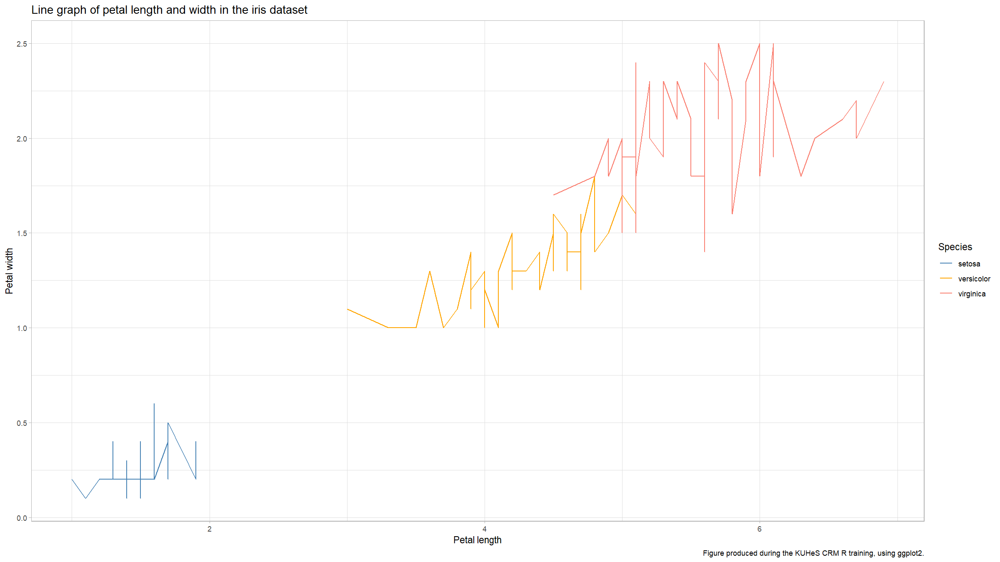 Line graph of petal length and width in the iris dataset
2.5
2.0
1.5
1.0
0.5
0.0
Petal width
2
4
6
Petal length
Species
setosa
versicolor
virginica
Figure produced during the KUHeS CRM R training, using ggplot2.